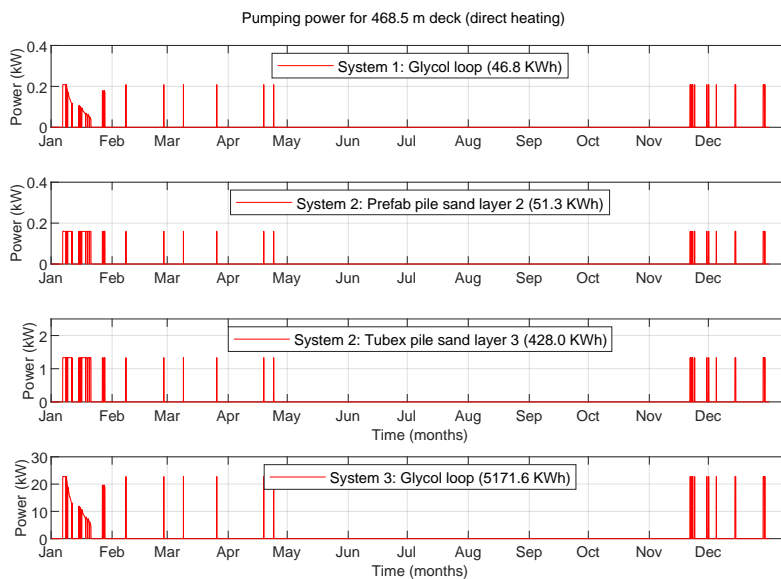 Pumping power for 468.5 m deck (direct heating)
Power (kW)
0.4
0.2
0
System 1: Glycol loop (46.8 KWh)
Jan Feb Mar Apr May Jun Jul Aug Sep Oct Nov Dec
Power (kW)
0.4
0.2
0
System 2: Prefab pile sand layer 2 (51.3 KWh)
Jan Feb Mar Apr May Jun Jul Aug Sep Oct Nov Dec
Power (kW)
2
1
0
System 2: Tubex pile sand layer 3 (428.0 KWh)
Jan Feb Mar Apr May Jun Jul Aug Sep Oct Nov Dec
Time (months)
Power (kW)
30
20
10
0
System 3: Glycol loop (5171.6 KWh)
Jan Feb Mar Apr May Jun Jul Aug Sep Oct Nov Dec
Time (months)